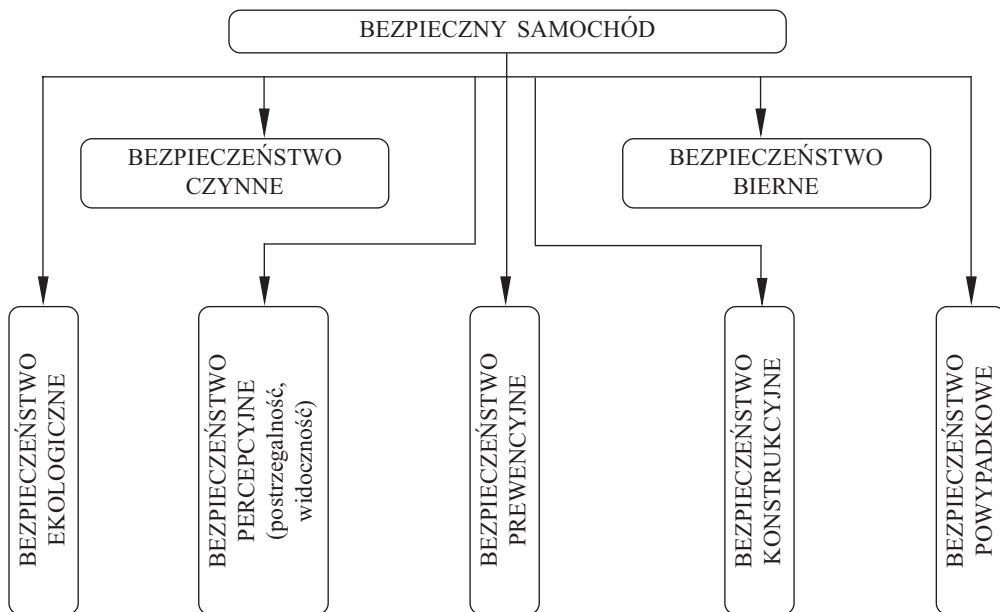 BEZPIECZNY SAMOCHÓD
BEZPIECZEŃSTWO
CZYNNE
BEZPIECZEŃSTWO
BIERNE
BEZPIECZEŃSTWO
EKOLOGICZNE
BEZPIECZEŃSTWO
PERCEPCYJNE
(postrzegalność,
widoczność)
BEZPIECZEŃSTWO
PREWENCYJNE
BEZPIECZEŃSTWO
KONSTRUKCYJNE
BEZPIECZEŃSTWO
POWYPADKOWE